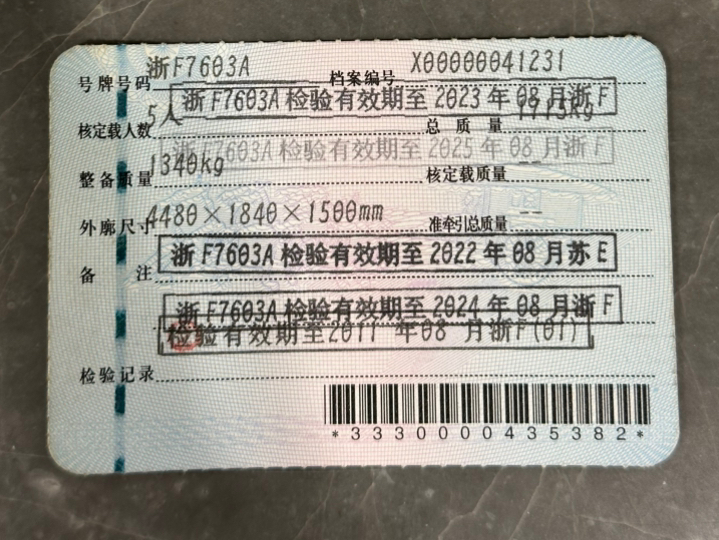 号牌号码 浙F7603A 档案编号 X00000041231
浙F7603A检验有效期至2023年08月浙F
核定载人数 5人 总质量 1715kg
浙F7603A检验有效期至2025年08月浙F
整备质量 1340kg 核定载质量 --
外廓尺寸 4480×1840×1500mm 准牵引总质量 --
浙F7603A检验有效期至2022年08月苏E
备注
浙F7603A检验有效期至2024年08月浙F
检验有效期至2011年08月浙F(01)
检验记录
*3330000435382*